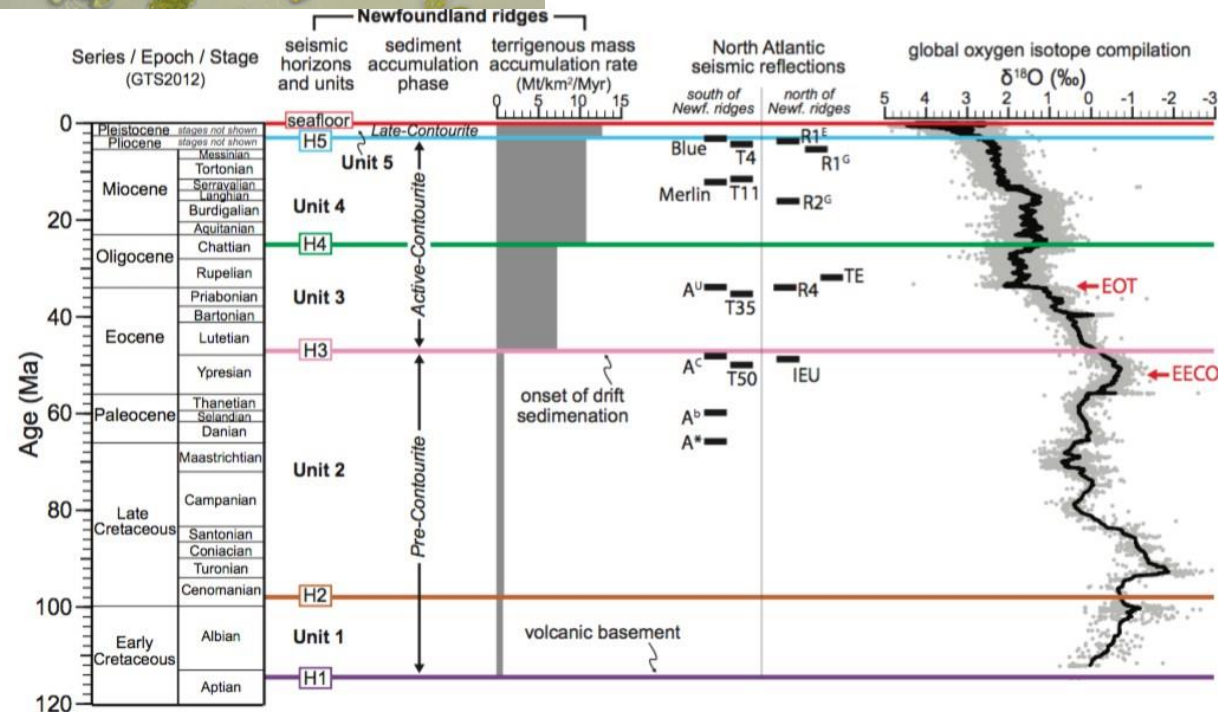 Newfoundland ridges
Series / Epoch / Stage
(GTS2012)
seismic
horizons
and units
sediment
accumulation
phase
terrigenous mass
accumulation rate
(Mt/km²/Myr)
0 5 10 15
North Atlantic
seismic reflections
south of
Newf. ridges
north of
Newf. ridges
global oxygen isotope compilation
δ¹⁸O (‰)
5 4 3 2 1 0 -1 -2 -3
Age (Ma)
0
20
40
60
80
100
120
Pleistocene
Pliocene
Miocene
Oligocene
Eocene
Paleocene
Late
Cretaceous
Early
Cretaceous
stages not shown
stages not shown
Messinian
Tortonian
Serravalian
Langhian
Burdigalian
Aquitanian
Chattian
Rupelian
Priabonian
Bartonian
Lutetian
Ypresian
Thanetian
Selandian
Danian
Maastrichtian
Campanian
Santonian
Coniacian
Turonian
Cenomanian
Albian
Aptian
seafloor
H5
Unit 5
Unit 4
H4
Unit 3
H3
Unit 2
H2
Unit 1
H1
Late-Contourite
Active-Contourite
Pre-Contourite
onset of drift
sedimenation
volcanic basement
Blue
T4
Merlin
T11
Aᵁ
T35
Aᶜ
T50
Aᵇ
A*
R1ᴱ
R1ᴳ
R2ᴳ
TE
R4
IEU
EOT
EECO